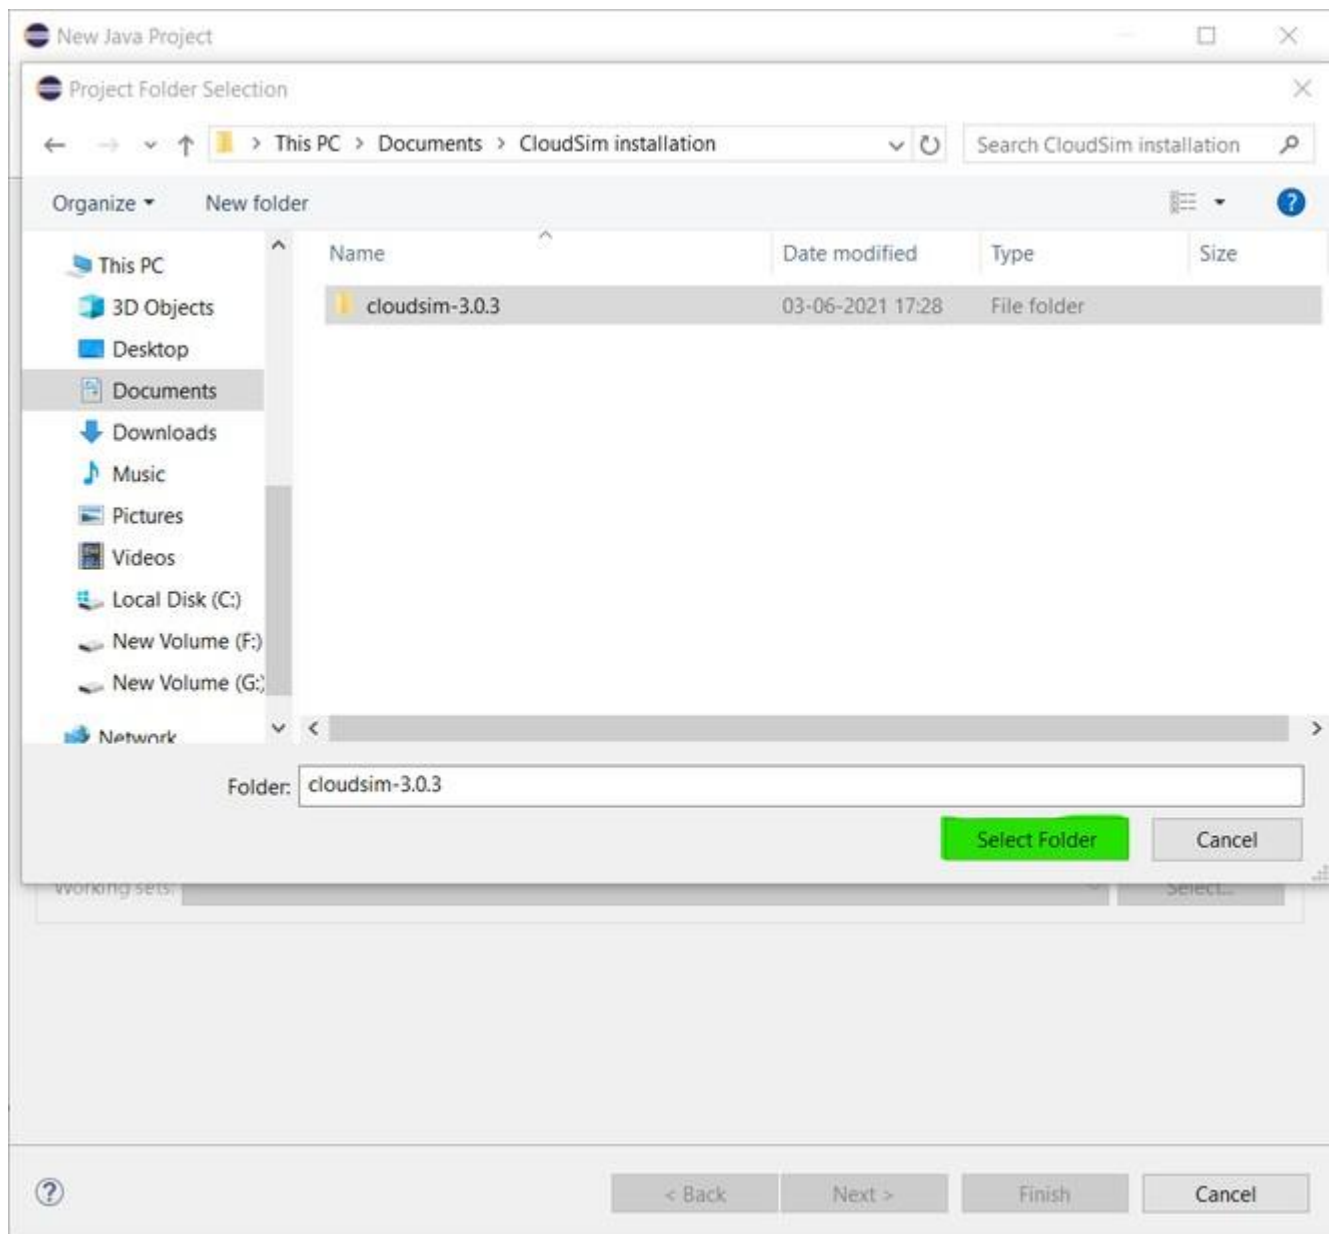 New Java Project
Project Folder Selection
This PC > Documents > CloudSim installation
Search CloudSim installation
Organize
New folder
Name
Date modified
Type
Size
This PC
3D Objects
Desktop
Documents
Downloads
Music
Pictures
Videos
Local Disk (C:)
New Volume (F:)
New Volume (G:)
Network
cloudsim-3.0.3 03-06-2021 17:28 File folder
Folder: cloudsim-3.0.3
Select Folder
Cancel
Working sets:
Select...
< Back
Next >
Finish
Cancel